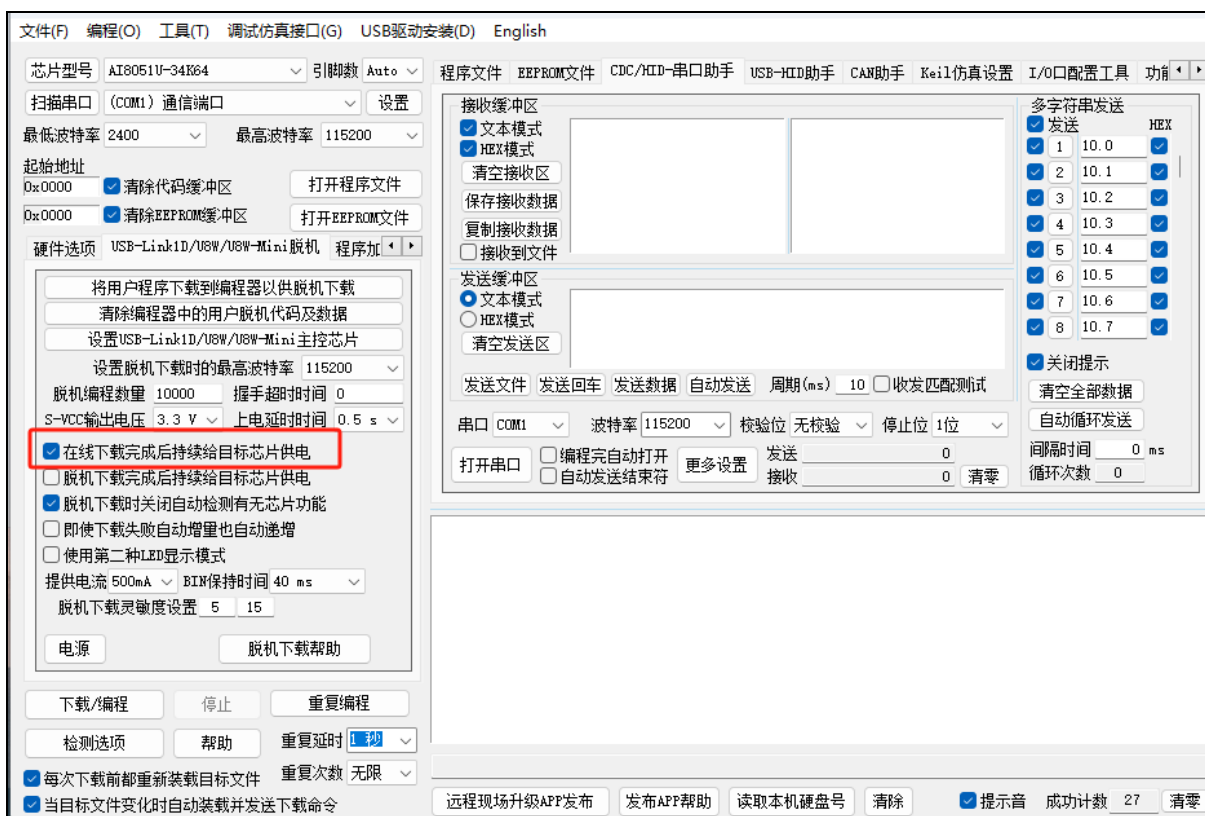 文件(F) 编程(O) 工具(T) 调试仿真接口(G) USB驱动安装(D) English
芯片型号 AI8051U-34K64 引脚数 Auto
扫描串口 (COM1) 通信端口 设置
最低波特率 2400 最高波特率 115200
起始地址
0x0000 清除代码缓冲区 打开程序文件
0x0000 清除EEPROM缓冲区 打开EEPROM文件
硬件选项 USB-Link1D/U8W/U8W-Mini脱机 程序加
将用户程序下载到编程器以供脱机下载
清除编程器中的用户脱机代码及数据
设置USB-Link1D/U8W/U8W-Mini主控芯片
设置脱机下载时的最高波特率 115200
脱机编程数量 10000 握手超时时间 0
S-VCC输出电压 3.3 V 上电延时时间 0.5 s
在线下载完成后持续给目标芯片供电
脱机下载完成后持续给目标芯片供电
脱机下载时关闭自动检测有无芯片功能
即使下载失败自动增量也自动递增
使用第二种LED显示模式
提供电流 500mA BIN保持时间 40 ms
脱机下载灵敏度设置 5 15
电源 脱机下载帮助
下载/编程 停止 重复编程
检测选项 帮助 重复延时 1 秒
每次下载前都重新装载目标文件 重复次数 无限
当目标文件变化时自动装载并发送下载命令
程序文件 EEPROM文件 CDC/HID-串口助手 USB-HID助手 CAN助手 Keil仿真设置 I/O口配置工具
接收缓冲区
文本模式
HEX模式
清空接收区
保存接收数据
复制接收数据
接收到文件
发送缓冲区
文本模式
HEX模式
清空发送区
发送文件 发送回车 发送数据 自动发送 周期(ms) 10 收发匹配测试
串口 COM1 波特率 115200 校验位 无校验 停止位 1位
打开串口 编程完自动打开 更多设置 发送 0
自动发送结束符 接收 0 清零
多字符串发送
发送 HEX
1 10.0
2 10.1
3 10.2
4 10.3
5 10.4
6 10.5
7 10.6
8 10.7
关闭提示
清空全部数据
自动循环发送
间隔时间 0 ms
循环次数 0
远程现场升级APP发布 发布APP帮助 读取本机硬盘号 清除 提示音 成功计数 27 清零